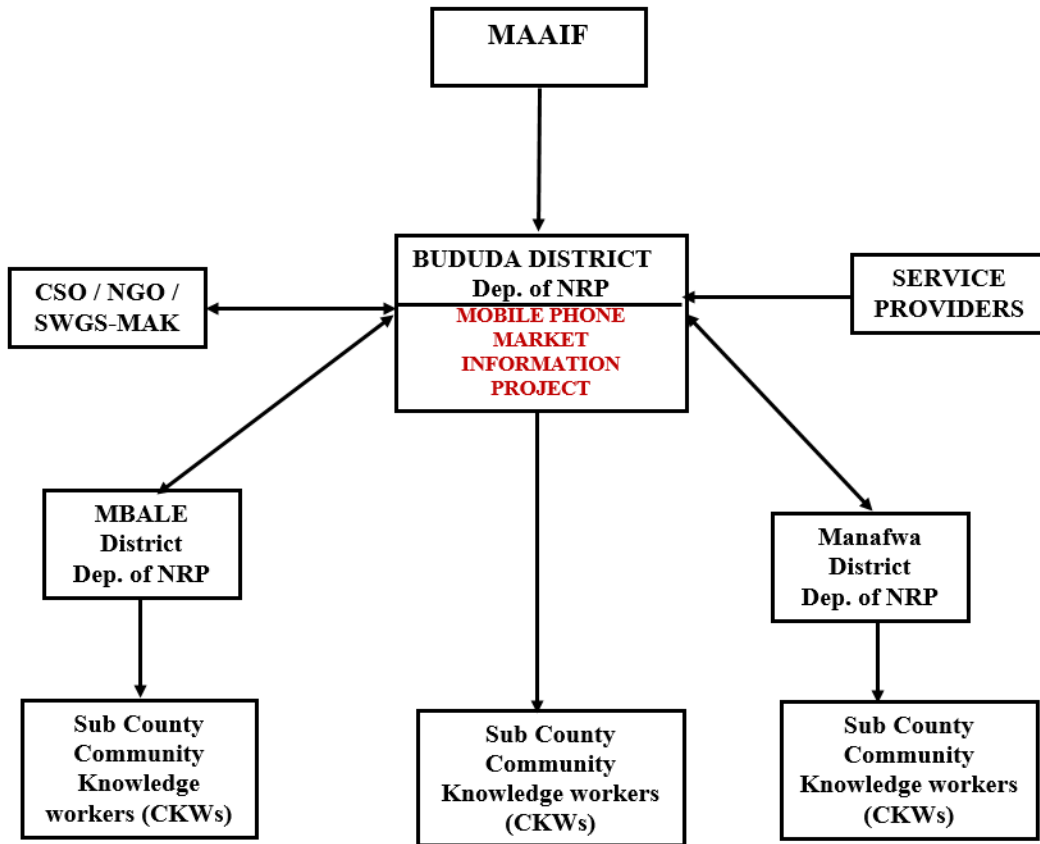 MAAIF
CSO / NGO /
SWGS-MAK
BUDUDA DISTRICT
Dep. of NRP
MOBILE PHONE
MARKET
INFORMATION
PROJECT
SERVICE
PROVIDERS
MBALE
District
Dep. of NRP
Manafwa
District
Dep. of NRP
Sub County
Community
Knowledge
workers (CKWs)
Sub County
Community
Knowledge workers
(CKWs)
Sub County
Community
Knowledge workers
(CKWs)